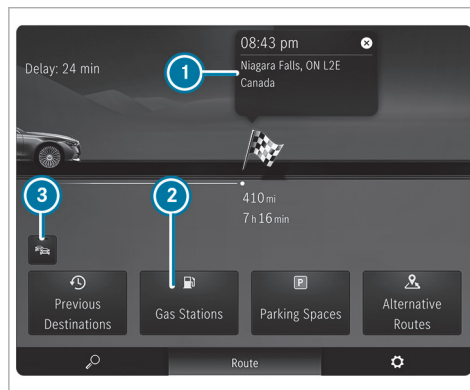 08:43 pm
Delay: 24 min
1
Niagara Falls, ON L2E
Canada
3
2
410 mi
7 h 16 min
P
Previous
Destinations
Gas Stations
Parking Spaces
Alternative
Routes
Route